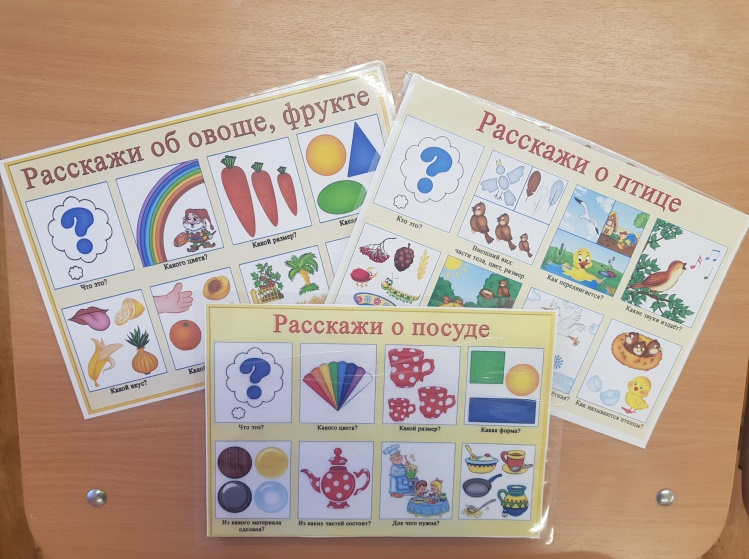 Расскажи об овоще, фрукте
Что это?
Какого цвета?
Какой размер?
Какой вкус?
Расскажи о птице
Кто это?
Внешний вид:
части тела, цвет, размер
Как передвигается?
Какие звуки издаёт?
Как называются птенцы?
Расскажи о посуде
Что это?
Какого цвета?
Какой размер?
Какая форма?
Из какого материала
сделана?
Из каких частей состоит?
Для чего нужна?